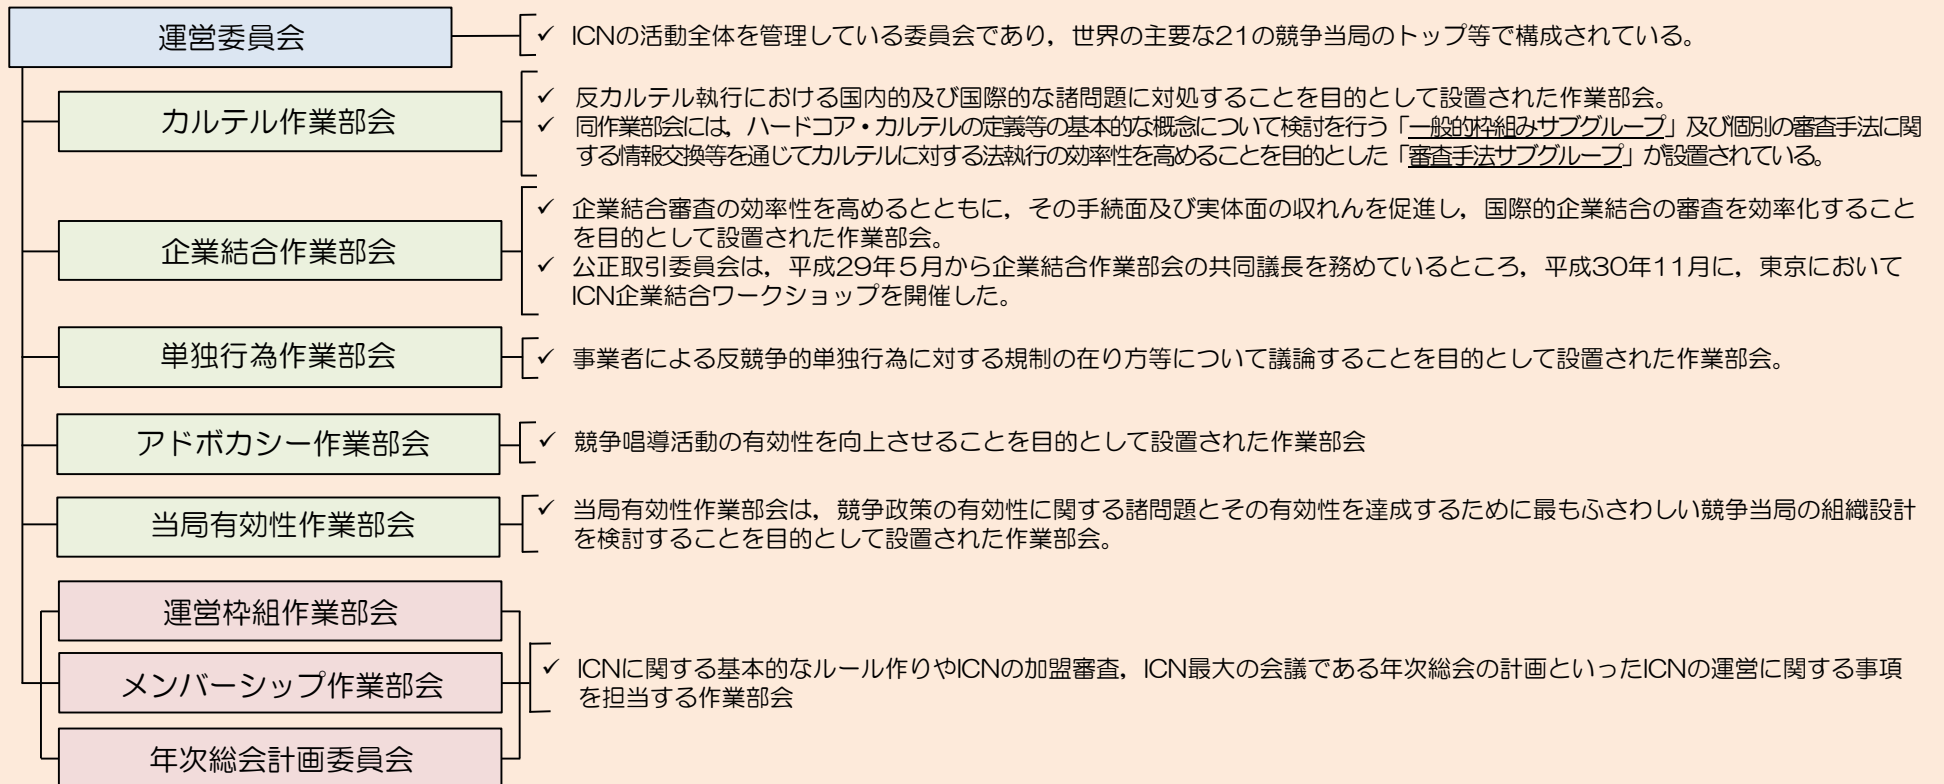 運営委員会
✓ ICNの活動全体を管理している委員会であり，世界の主要な21の競争当局のトップ等で構成されている。
カルテル作業部会
✓ 反カルテル執行における国内的及び国際的な諸問題に対処することを目的として設置された作業部会。
✓ 同作業部会には，ハードコア・カルテルの定義等の基本的な概念について検討を行う「一般的枠組みサブグループ」及び個別の審査手法に関
する情報交換等を通じてカルテルに対する法執行の効率性を高めることを目的とした「審査手法サブグループ」が設置されている。
企業結合作業部会
✓ 企業結合審査の効率性を高めるとともに，その手続面及び実体面の収れんを促進し，国際的企業結合の審査を効率化すること
を目的として設置された作業部会。
✓ 公正取引委員会は，平成29年５月から企業結合作業部会の共同議長を務めているところ，平成30年11月に，東京において
ICN企業結合ワークショップを開催した。
単独行為作業部会
✓ 事業者による反競争的単独行為に対する規制の在り方等について議論することを目的として設置された作業部会。
アドボカシー作業部会
✓ 競争唱導活動の有効性を向上させることを目的として設置された作業部会
当局有効性作業部会
✓ 当局有効性作業部会は，競争政策の有効性に関する諸問題とその有効性を達成するために最もふさわしい競争当局の組織設計
を検討することを目的として設置された作業部会。
運営枠組作業部会
メンバーシップ作業部会
年次総会計画委員会
✓ ICNに関する基本的なルール作りやICNの加盟審査，ICN最大の会議である年次総会の計画といったICNの運営に関する事項
を担当する作業部会